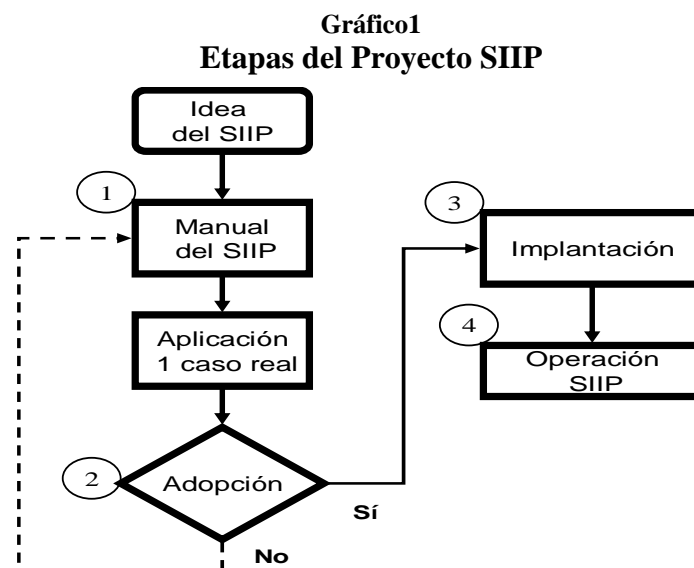 Gráfico1
Etapas del Proyecto SIIP
Idea
del SIIP
1
Manual
del SIIP
Aplicación
1 caso real
2
Adopción
Sí
No
3
Implantación
4
Operación
SIIP